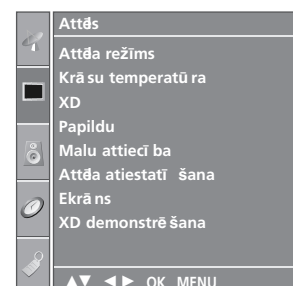 Attēls
Attēla režīms
Krāsu temperatūra
XD
Papildu
Malu attiecība
Attēla atiestatīšana
Ekrāns
XD demonstrēšana
▲▼ ◄► OK MENU